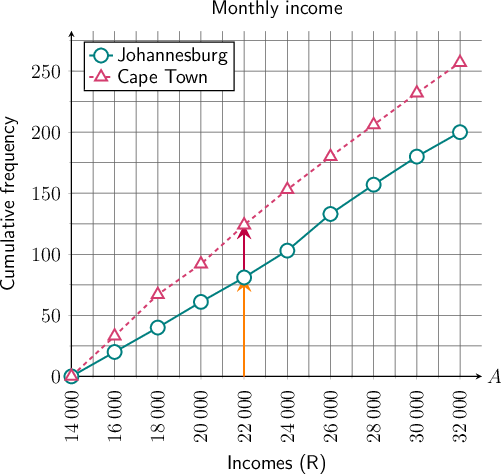 Monthly income
Johannesburg
Cape Town
Cumulative frequency
250
200
150
100
50
0
A
14 000
16 000
18 000
20 000
22 000
24 000
26 000
28 000
30 000
32 000
Incomes (R)